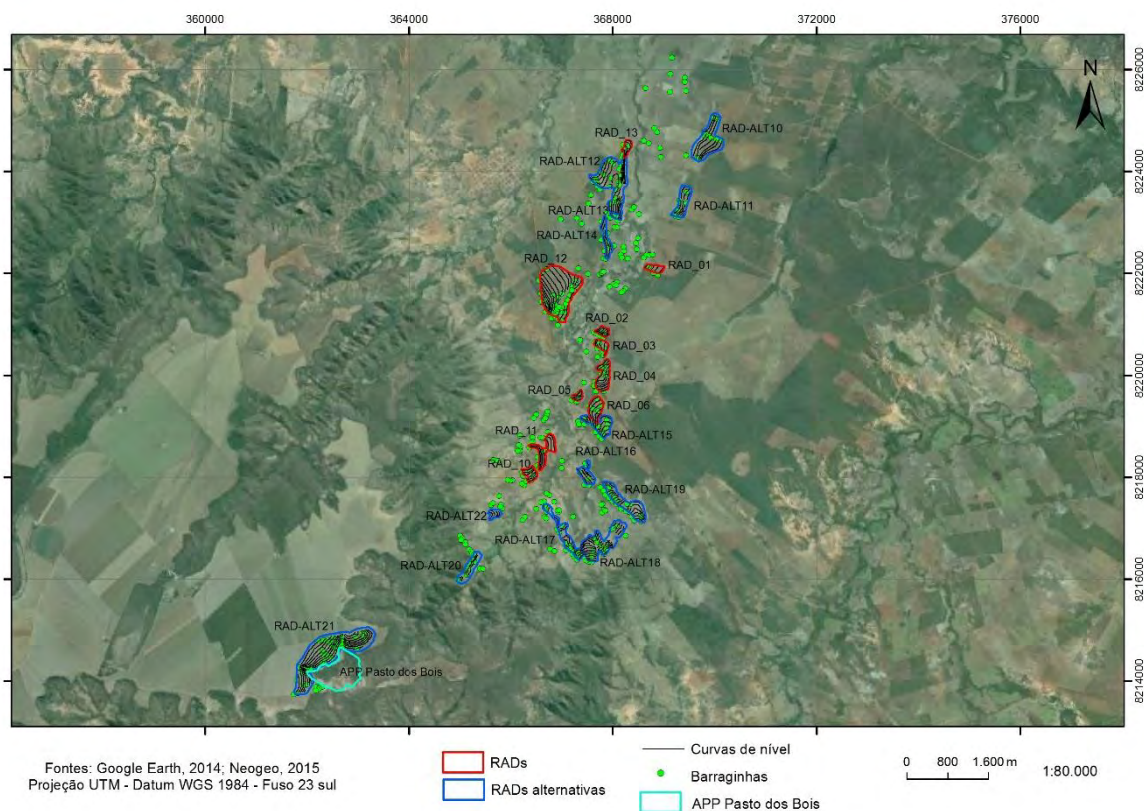 360000 364000 368000 372000 376000
8226000
N
RAD-ALT10
RAD_13
RAD-ALT12
8224000
RAD-ALT13
RAD-ALT11
RAD-ALT14
RAD_12
RAD_01
8222000
RAD_02
RAD_03
RAD_04
8220000
RAD_05
RAD_06
RAD_11
RAD-ALT15
RAD-ALT16
RAD_10
8218000
RAD-ALT19
RAD-ALT22
RAD-ALT17
RAD-ALT20
RAD-ALT18
8216000
RAD-ALT21
APP Pasto dos Bois
8214000
Fontes: Google Earth, 2014; Neogeo, 2015
Projeção UTM - Datum WGS 1984 - Fuso 23 sul
RADs
RADs alternativas
Curvas de nível
Barraginhas
APP Pasto dos Bois
0 800 1.600 m
1:80.000